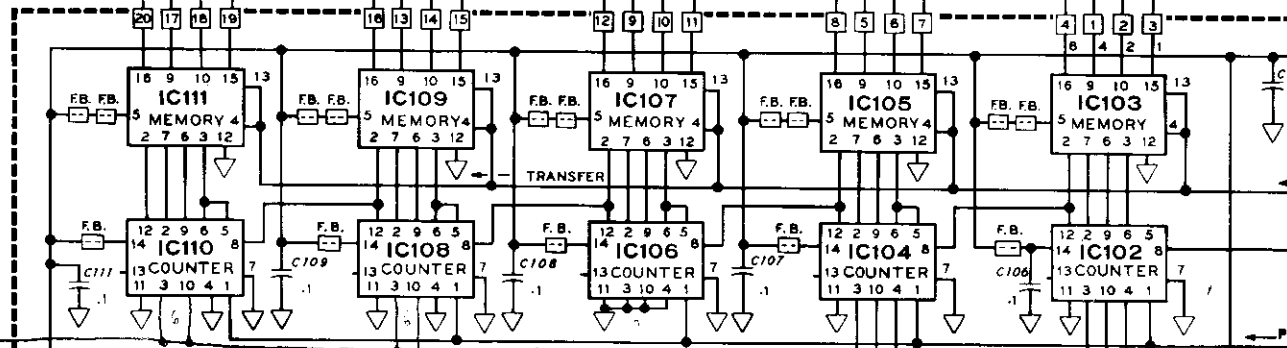 20 17 18 19 16 13 14 15 12 9 10 11 8 5 6 7 4 1 2 3
8 4 2 1
16 9 10 15 13 16 9 10 15 13 16 9 10 15 13 16 9 10 15 13 16 9 10 15 13
F.B. F.B. IC111 F.B. F.B. IC109 F.B. F.B. IC107 F.B. F.B. IC105 F.B. F.B. IC103 C
5 MEMORY 4 5 MEMORY 4 5 MEMORY 4 5 MEMORY 4 5 MEMORY 4
2 7 6 3 12 2 7 6 3 12 2 7 6 3 12 2 7 6 3 12 2 7 6 3 12
TRANSFER
12 2 9 6 5 12 2 9 6 5 12 2 9 6 5 12 2 9 6 5 12 2 9 6 5
F.B. 14 IC110 8 F.B. 14 IC108 8 F.B. 14 IC106 8 F.B. 14 IC104 8 F.B. 14 IC102 8
C111 13 COUNTER 7 C109 13 COUNTER 7 C108 13 COUNTER 7 C107 13 COUNTER 7 C106 13 COUNTER 7
.1 11 3 10 4 1 .1 11 3 10 4 1 .1 11 3 10 4 1 .1 11 3 10 4 1 .1 11 3 10 4 1
P